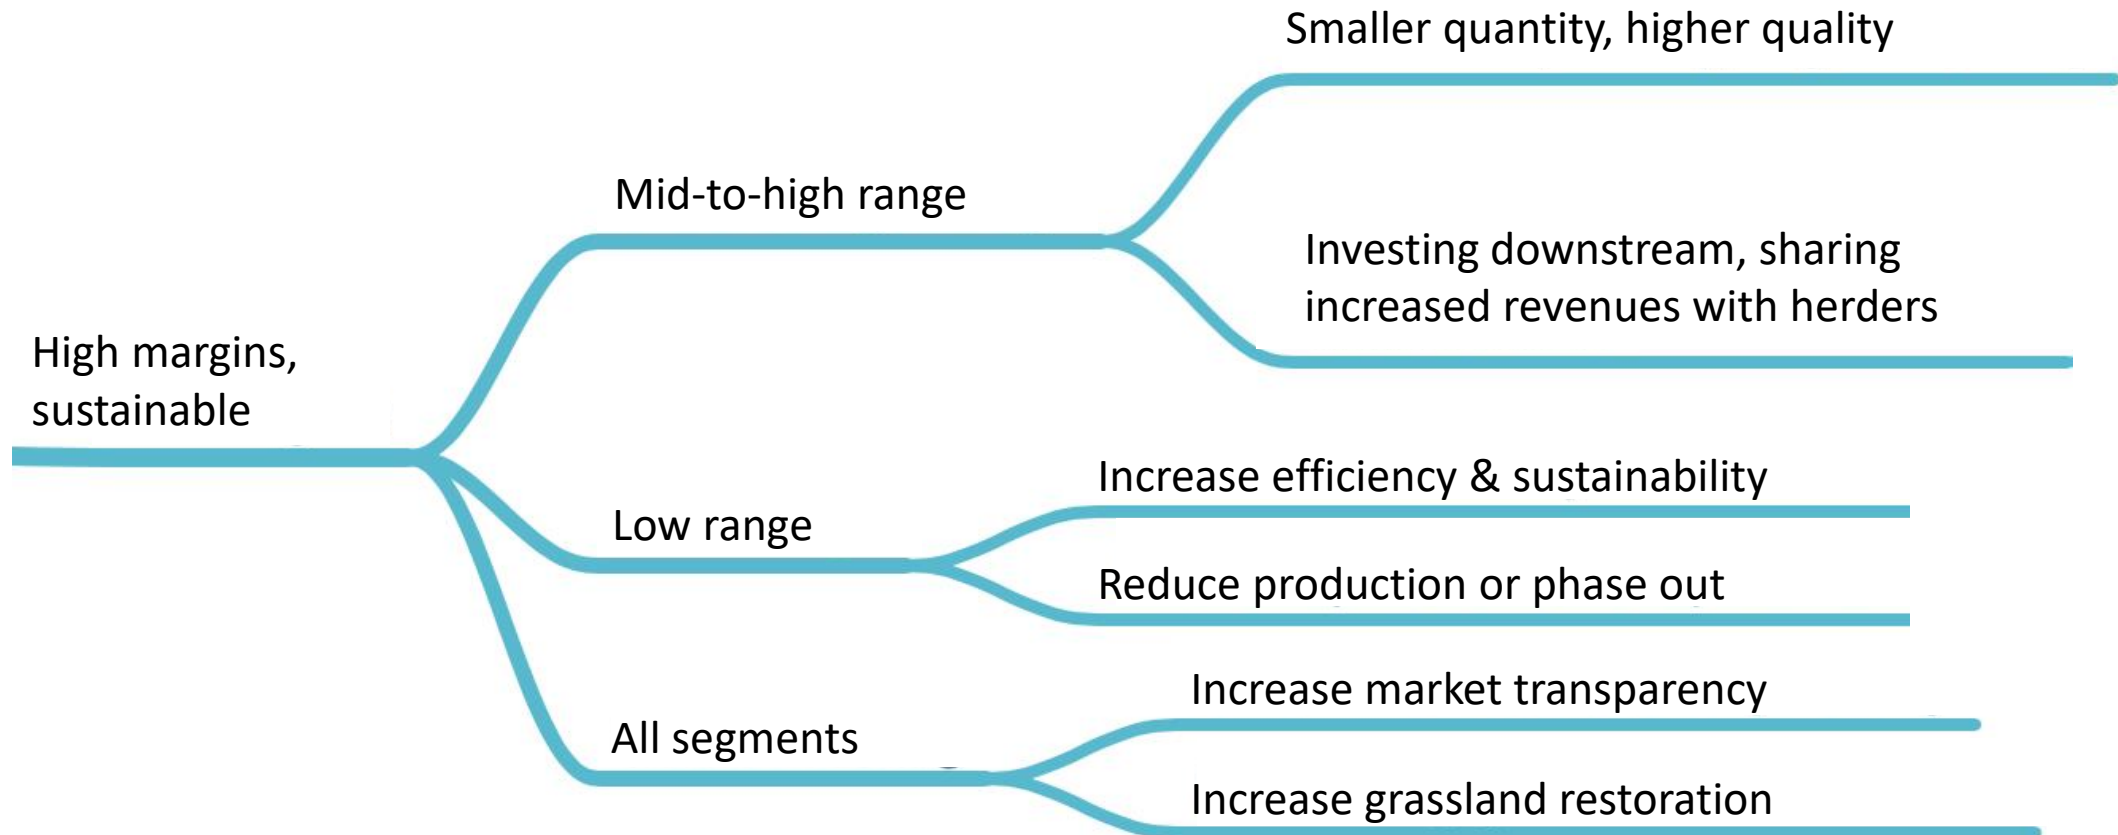 Smaller quantity, higher quality
Mid-to-high range
Investing downstream, sharing
increased revenues with herders
High margins,
sustainable
Increase efficiency & sustainability
Low range
Reduce production or phase out
Increase market transparency
All segments
Increase grassland restoration